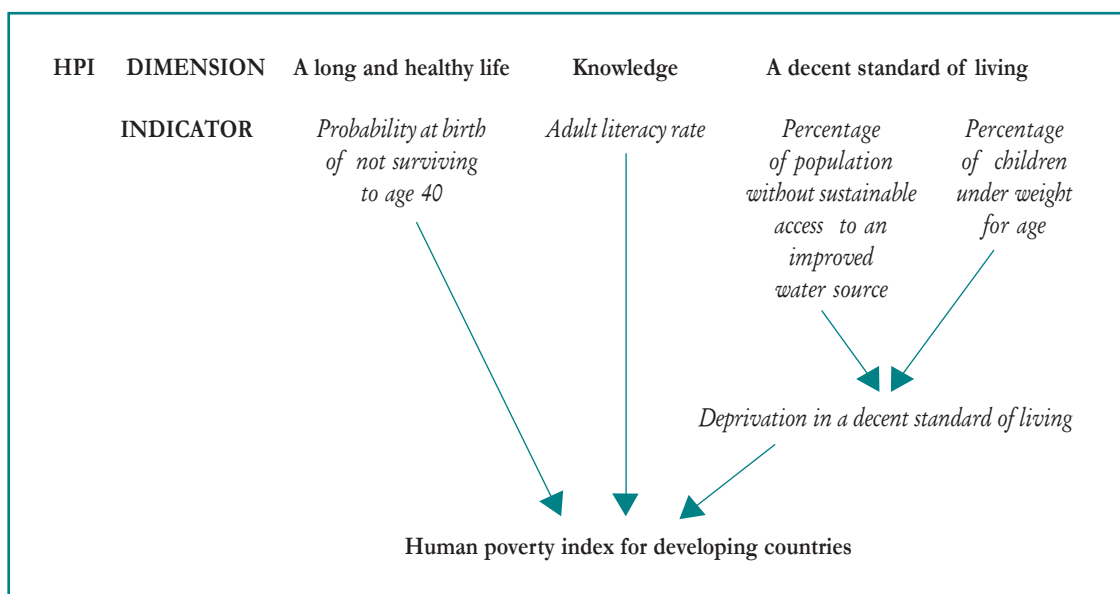 HPI DIMENSION A long and healthy life Knowledge A decent standard of living
INDICATOR
Probability at birth
of not surviving
to age 40
Adult literacy rate
Percentage
of population
without sustainable
access to an
improved
water source
Percentage
of children
under weight
for age
Deprivation in a decent standard of living
Human poverty index for developing countries